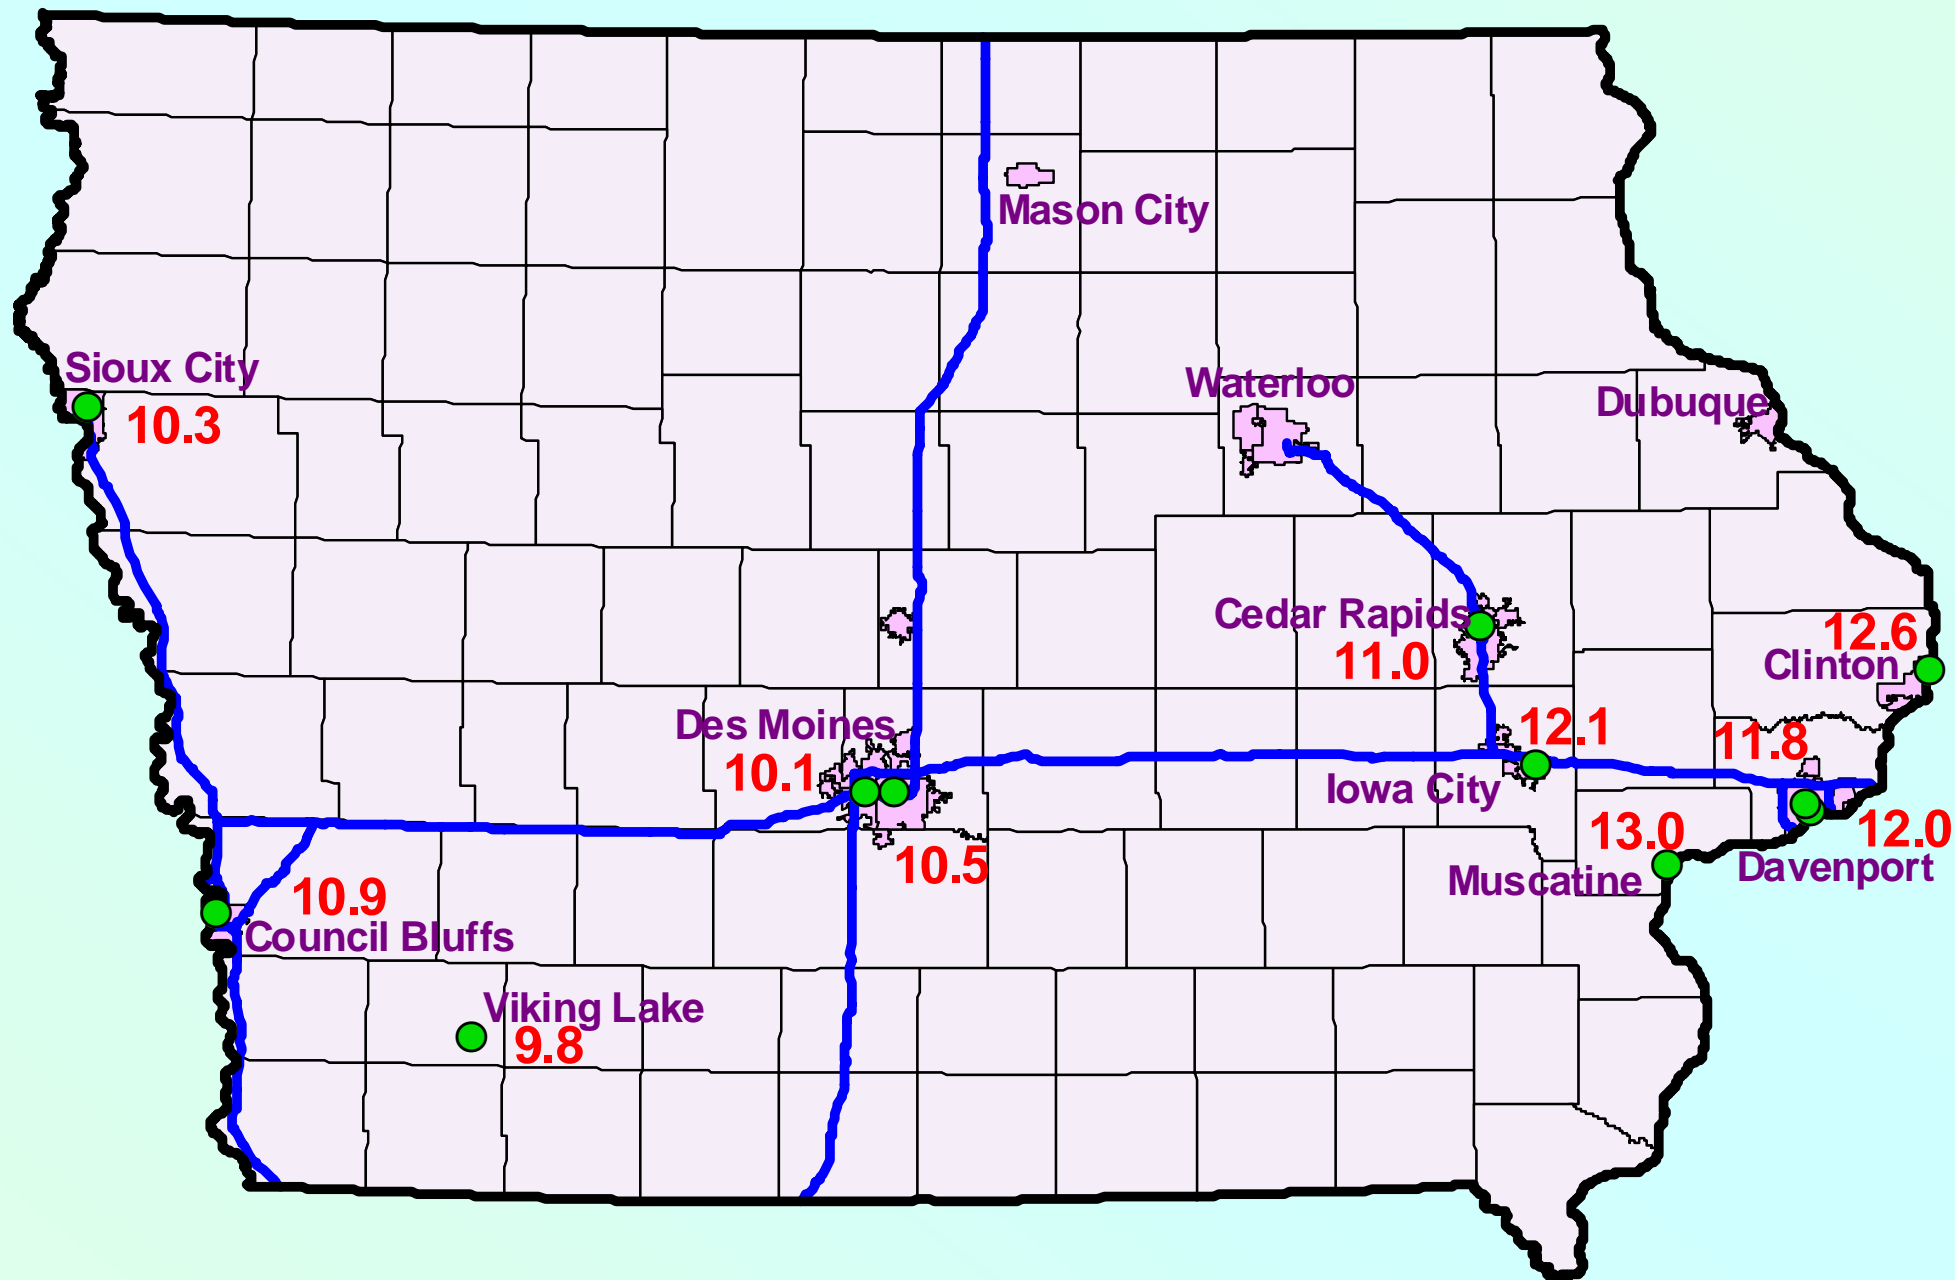 Mason City
Sioux City
10.3
Waterloo
Dubuque
Cedar Rapids
11.0
12.6
Clinton
Des Moines
10.1
12.1
11.8
Iowa City
13.0
12.0
10.5
Muscatine
Davenport
10.9
Council Bluffs
Viking Lake
9.8